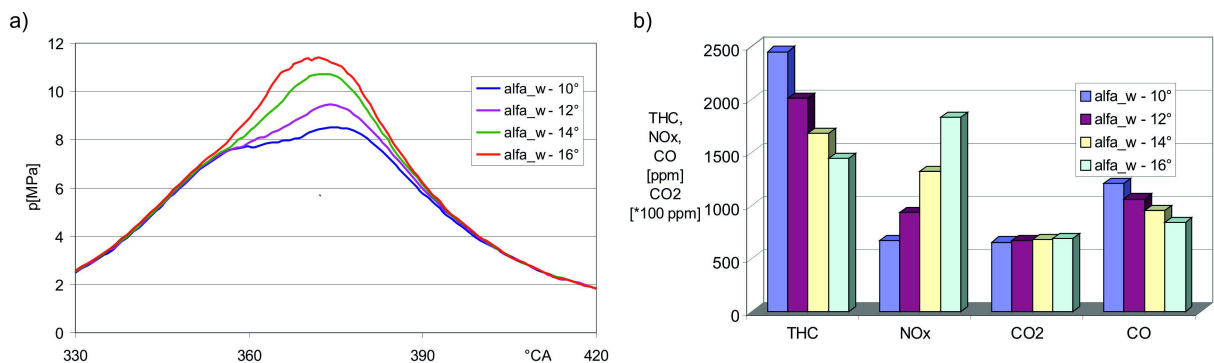 a)
12
10
8
6
4
2
0
p[MPa]
330
360
390
°CA
420
alfa_w - 10°
alfa_w - 12°
alfa_w - 14°
alfa_w - 16°
b)
THC,
NOx,
CO
[ppm]
CO2
[*100 ppm]
2500
2000
1500
1000
500
0
THC
NOx
CO2
CO
alfa_w - 10°
alfa_w - 12°
alfa_w - 14°
alfa_w - 16°